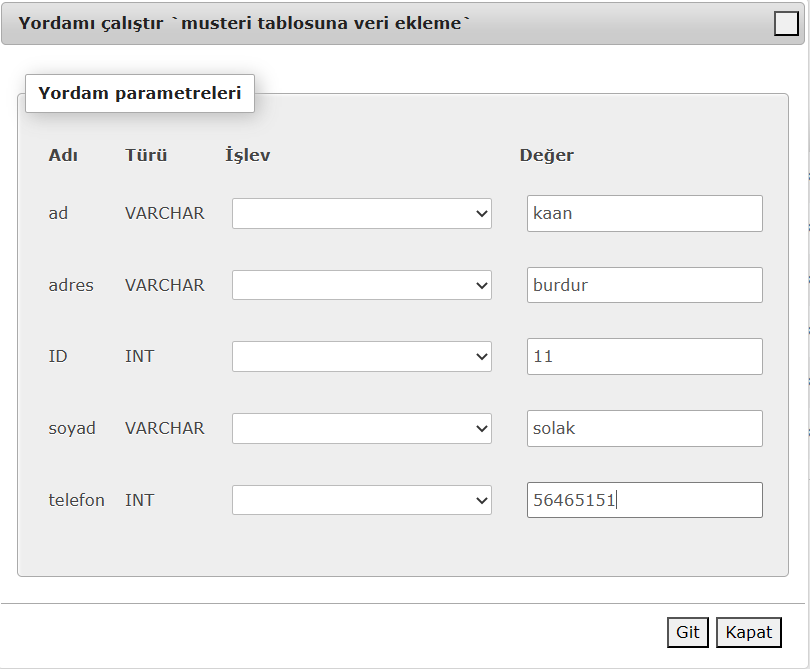 Yordamı çalıştır `musteri tablosuna veri ekleme`
Yordam parametreleri
Adı Türü İşlev Değer
ad VARCHAR kaan
adres VARCHAR burdur
ID INT 11
soyad VARCHAR solak
telefon INT 56465151
Git Kapat